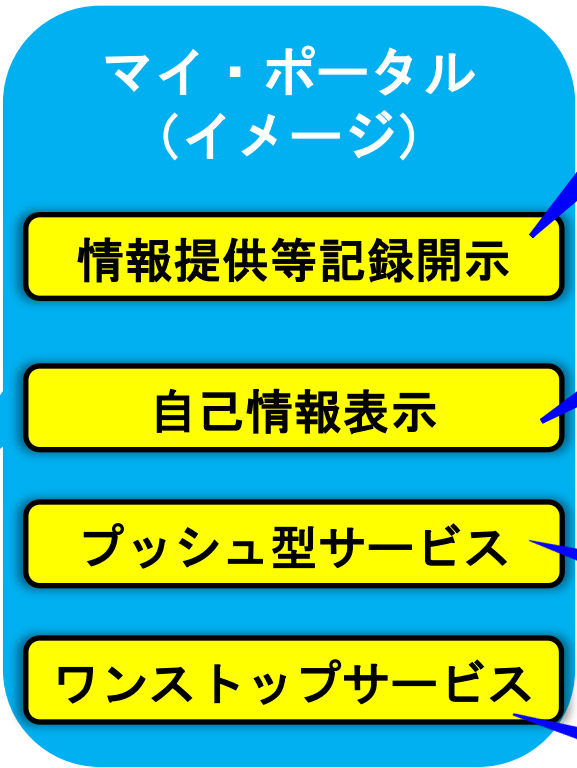 マイ・ポータル
（イメージ）
情報提供等記録開示
自己情報表示
プッシュ型サービス
ワンストップサービス